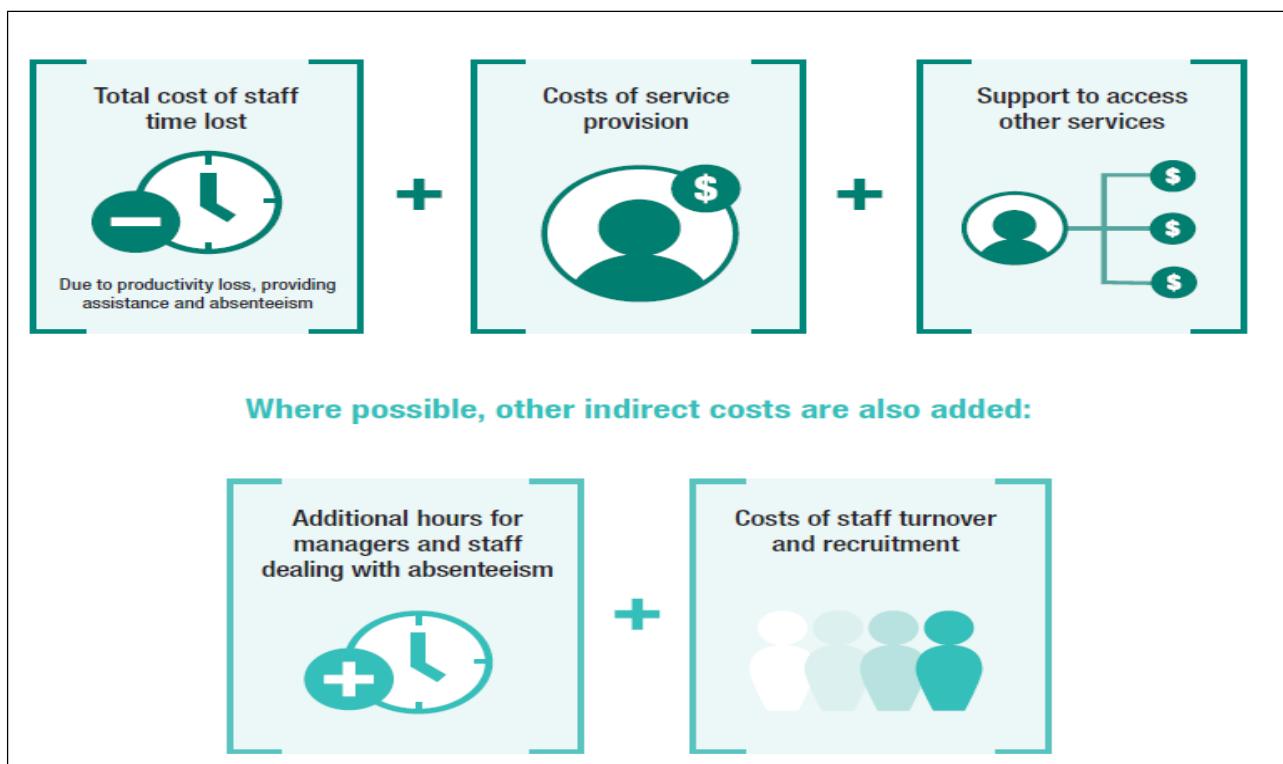 Total cost of staff
time lost
Due to productivity loss, providing
assistance and absenteeism
+
Costs of service
provision
$
+
Support to access
other services
$
$
$
Where possible, other indirect costs are also added:
Additional hours for
managers and staff
dealing with absenteeism
+
Costs of staff turnover
and recruitment